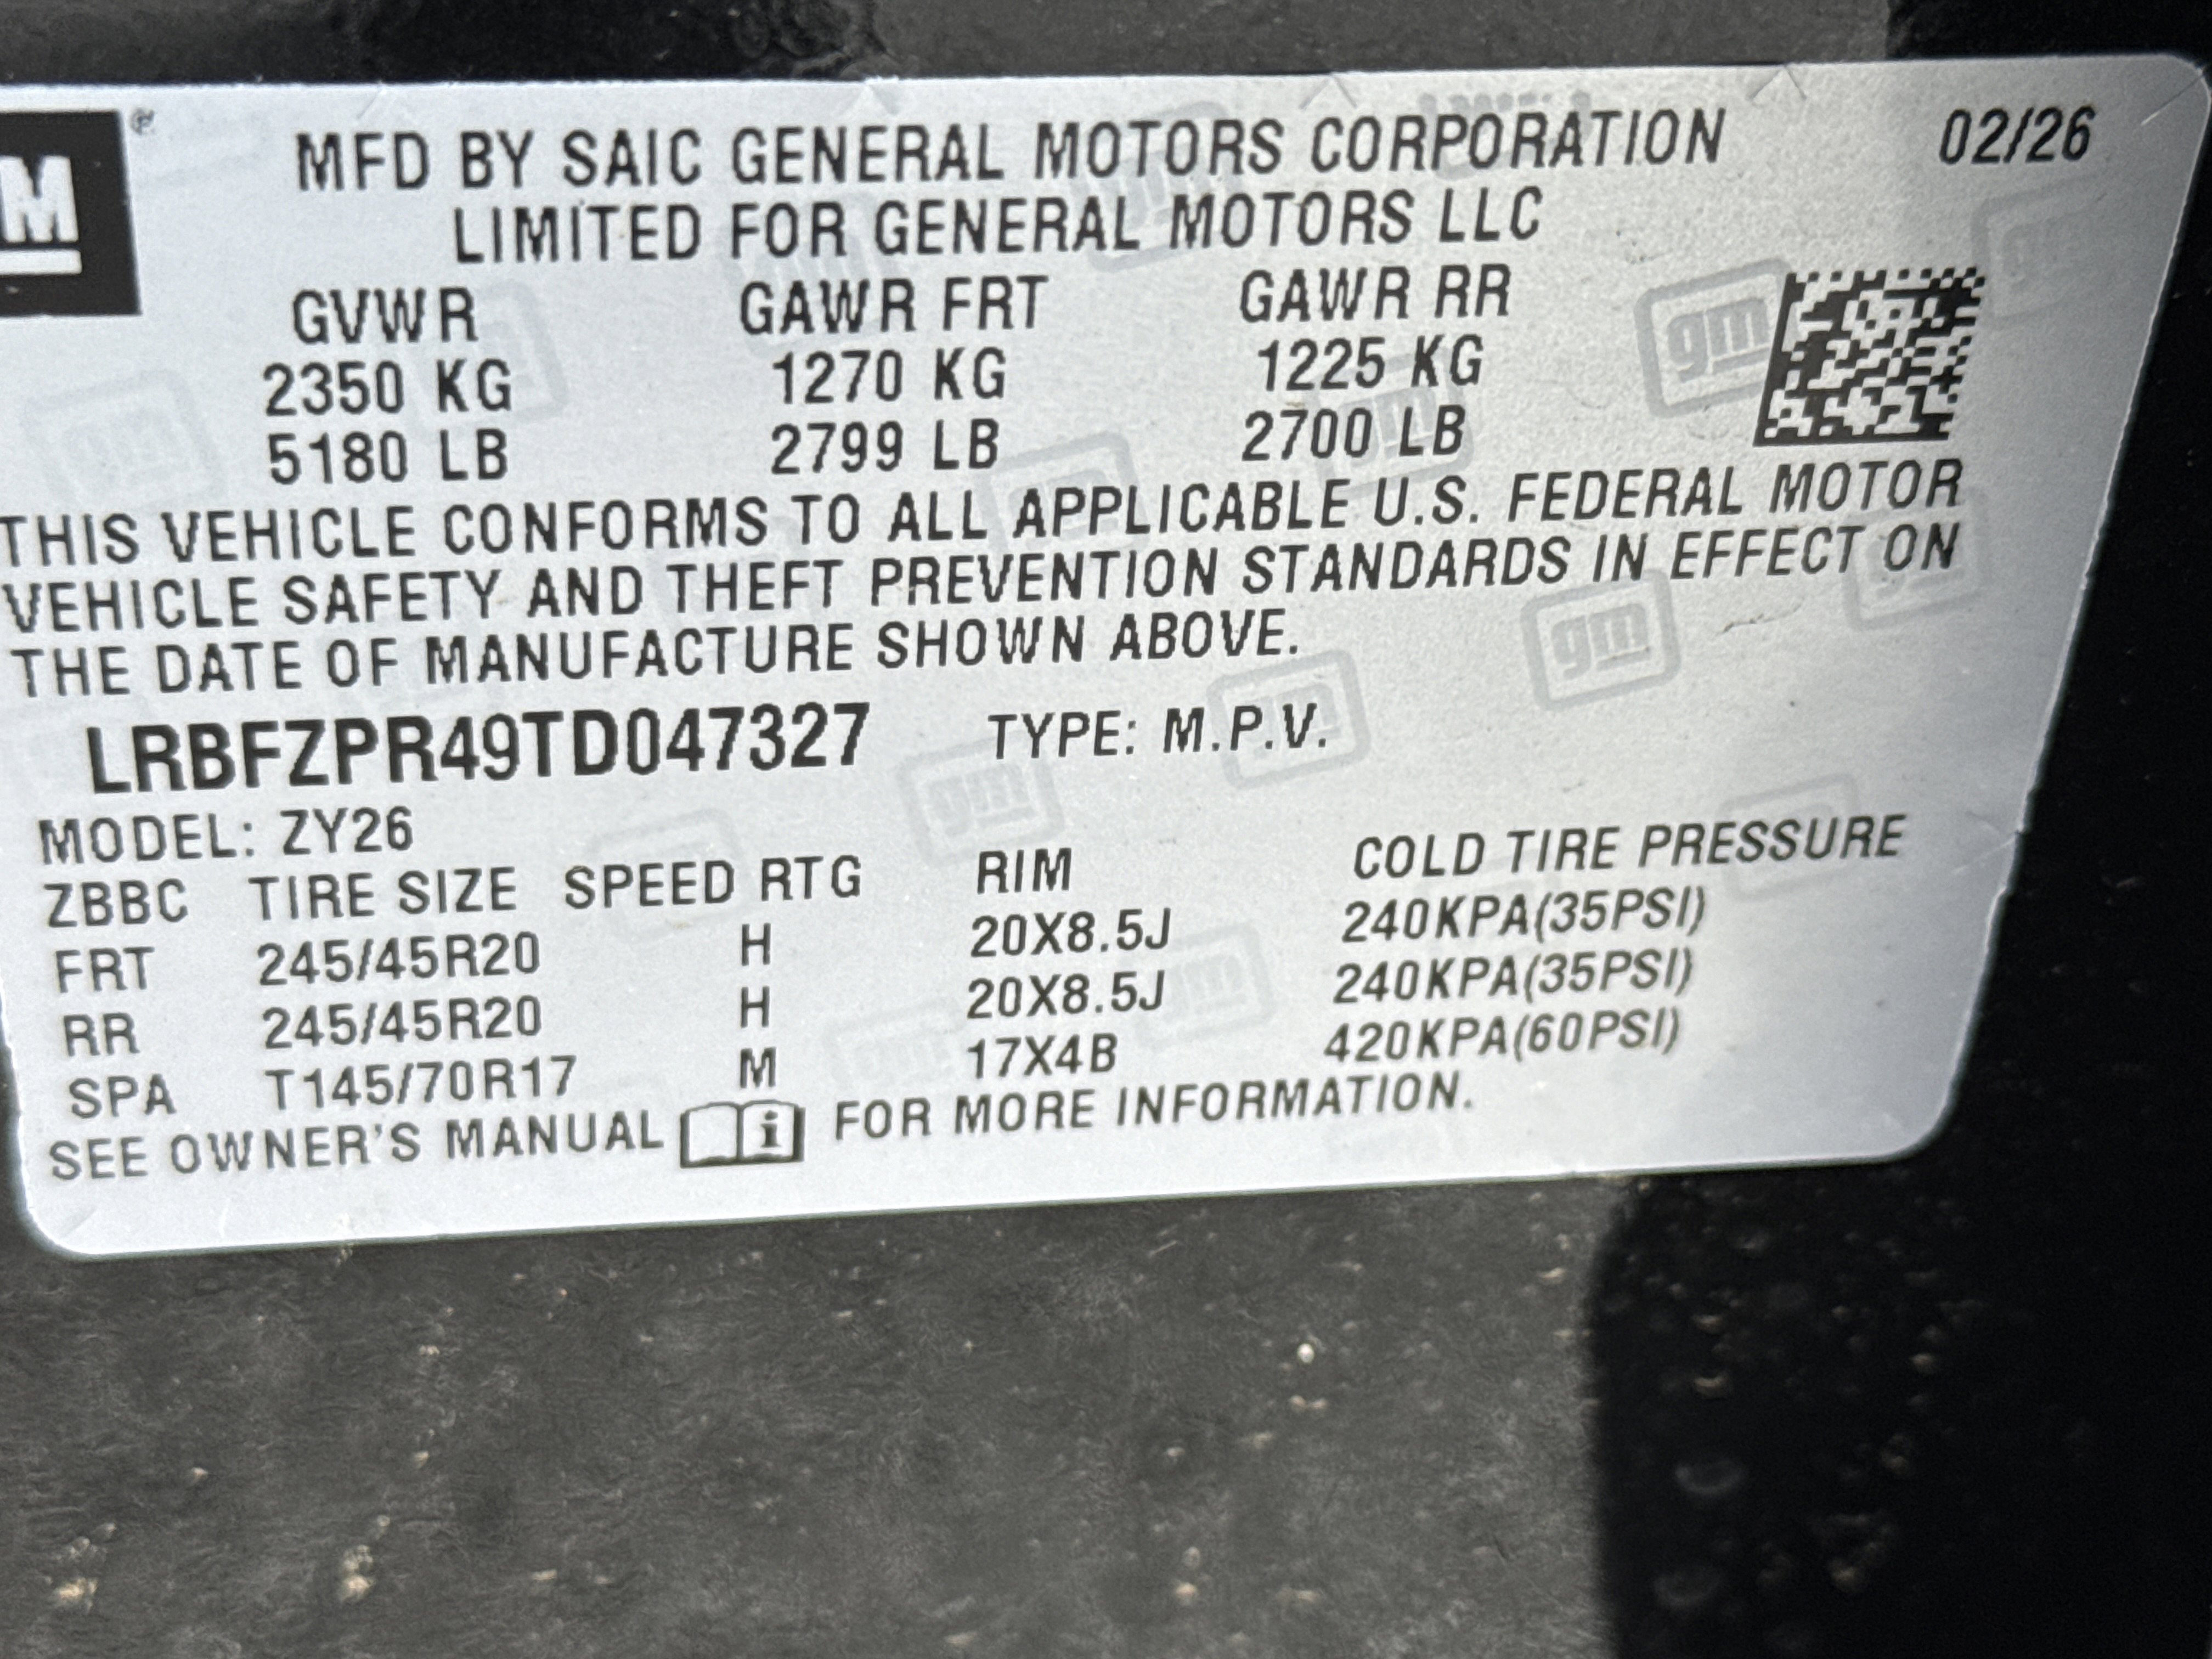 M ®
MFD BY SAIC GENERAL MOTORS CORPORATION 02/26
LIMITED FOR GENERAL MOTORS LLC
GVWR GAWR FRT GAWR RR
2350 KG 1270 KG 1225 KG
5180 LB 2799 LB 2700 LB
THIS VEHICLE CONFORMS TO ALL APPLICABLE U.S. FEDERAL MOTOR
VEHICLE SAFETY AND THEFT PREVENTION STANDARDS IN EFFECT ON
THE DATE OF MANUFACTURE SHOWN ABOVE.
LRBFZPR49TD047327 TYPE: M.P.V.
MODEL: ZY26
ZBBC TIRE SIZE SPEED RTG RIM COLD TIRE PRESSURE
FRT 245/45R20 H 20X8.5J 240KPA(35PSI)
RR 245/45R20 H 20X8.5J 240KPA(35PSI)
SPA T145/70R17 M 17X4B 420KPA(60PSI)
SEE OWNER'S MANUAL i FOR MORE INFORMATION.
gm
gm
gm
gm